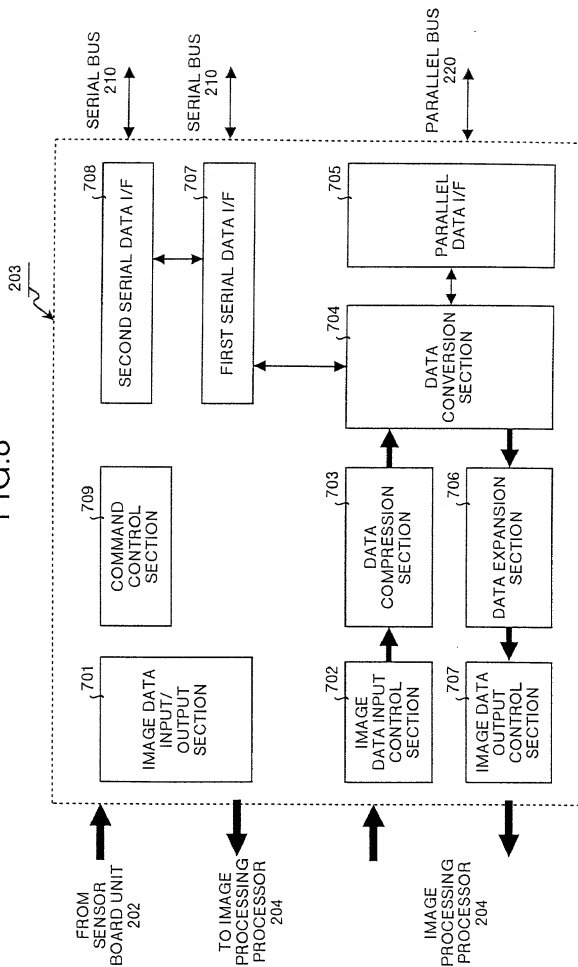 FIG.8
203
FROM
SENSOR
BOARD UNIT
202
TO IMAGE
PROCESSING
PROCESSOR
204
IMAGE
PROCESSING
PROCESSOR
204
701
IMAGE DATA
INPUT/
OUTPUT
SECTION
709
COMMAND
CONTROL
SECTION
708
SECOND SERIAL DATA I/F
707
FIRST SERIAL DATA I/F
SERIAL BUS
210
SERIAL BUS
210
702
IMAGE
DATA INPUT
CONTROL
SECTION
703
DATA
COMPRESSION
SECTION
704
DATA
CONVERSION
SECTION
705
PARALLEL
DATA I/F
PARALLEL BUS
220
707
IMAGE DATA
OUTPUT
CONTROL
SECTION
706
DATA EXPANSION
SECTION